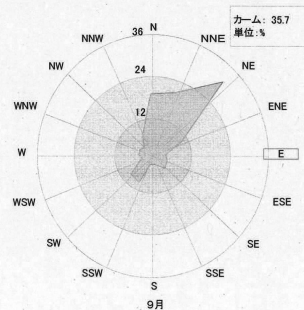 カーム: 35.7
単位:%
N
36
NNW
NNE
NW
NE
24
WNW
ENE
12
W
E
WSW
ESE
SW
SE
SSW
SSE
S
9月